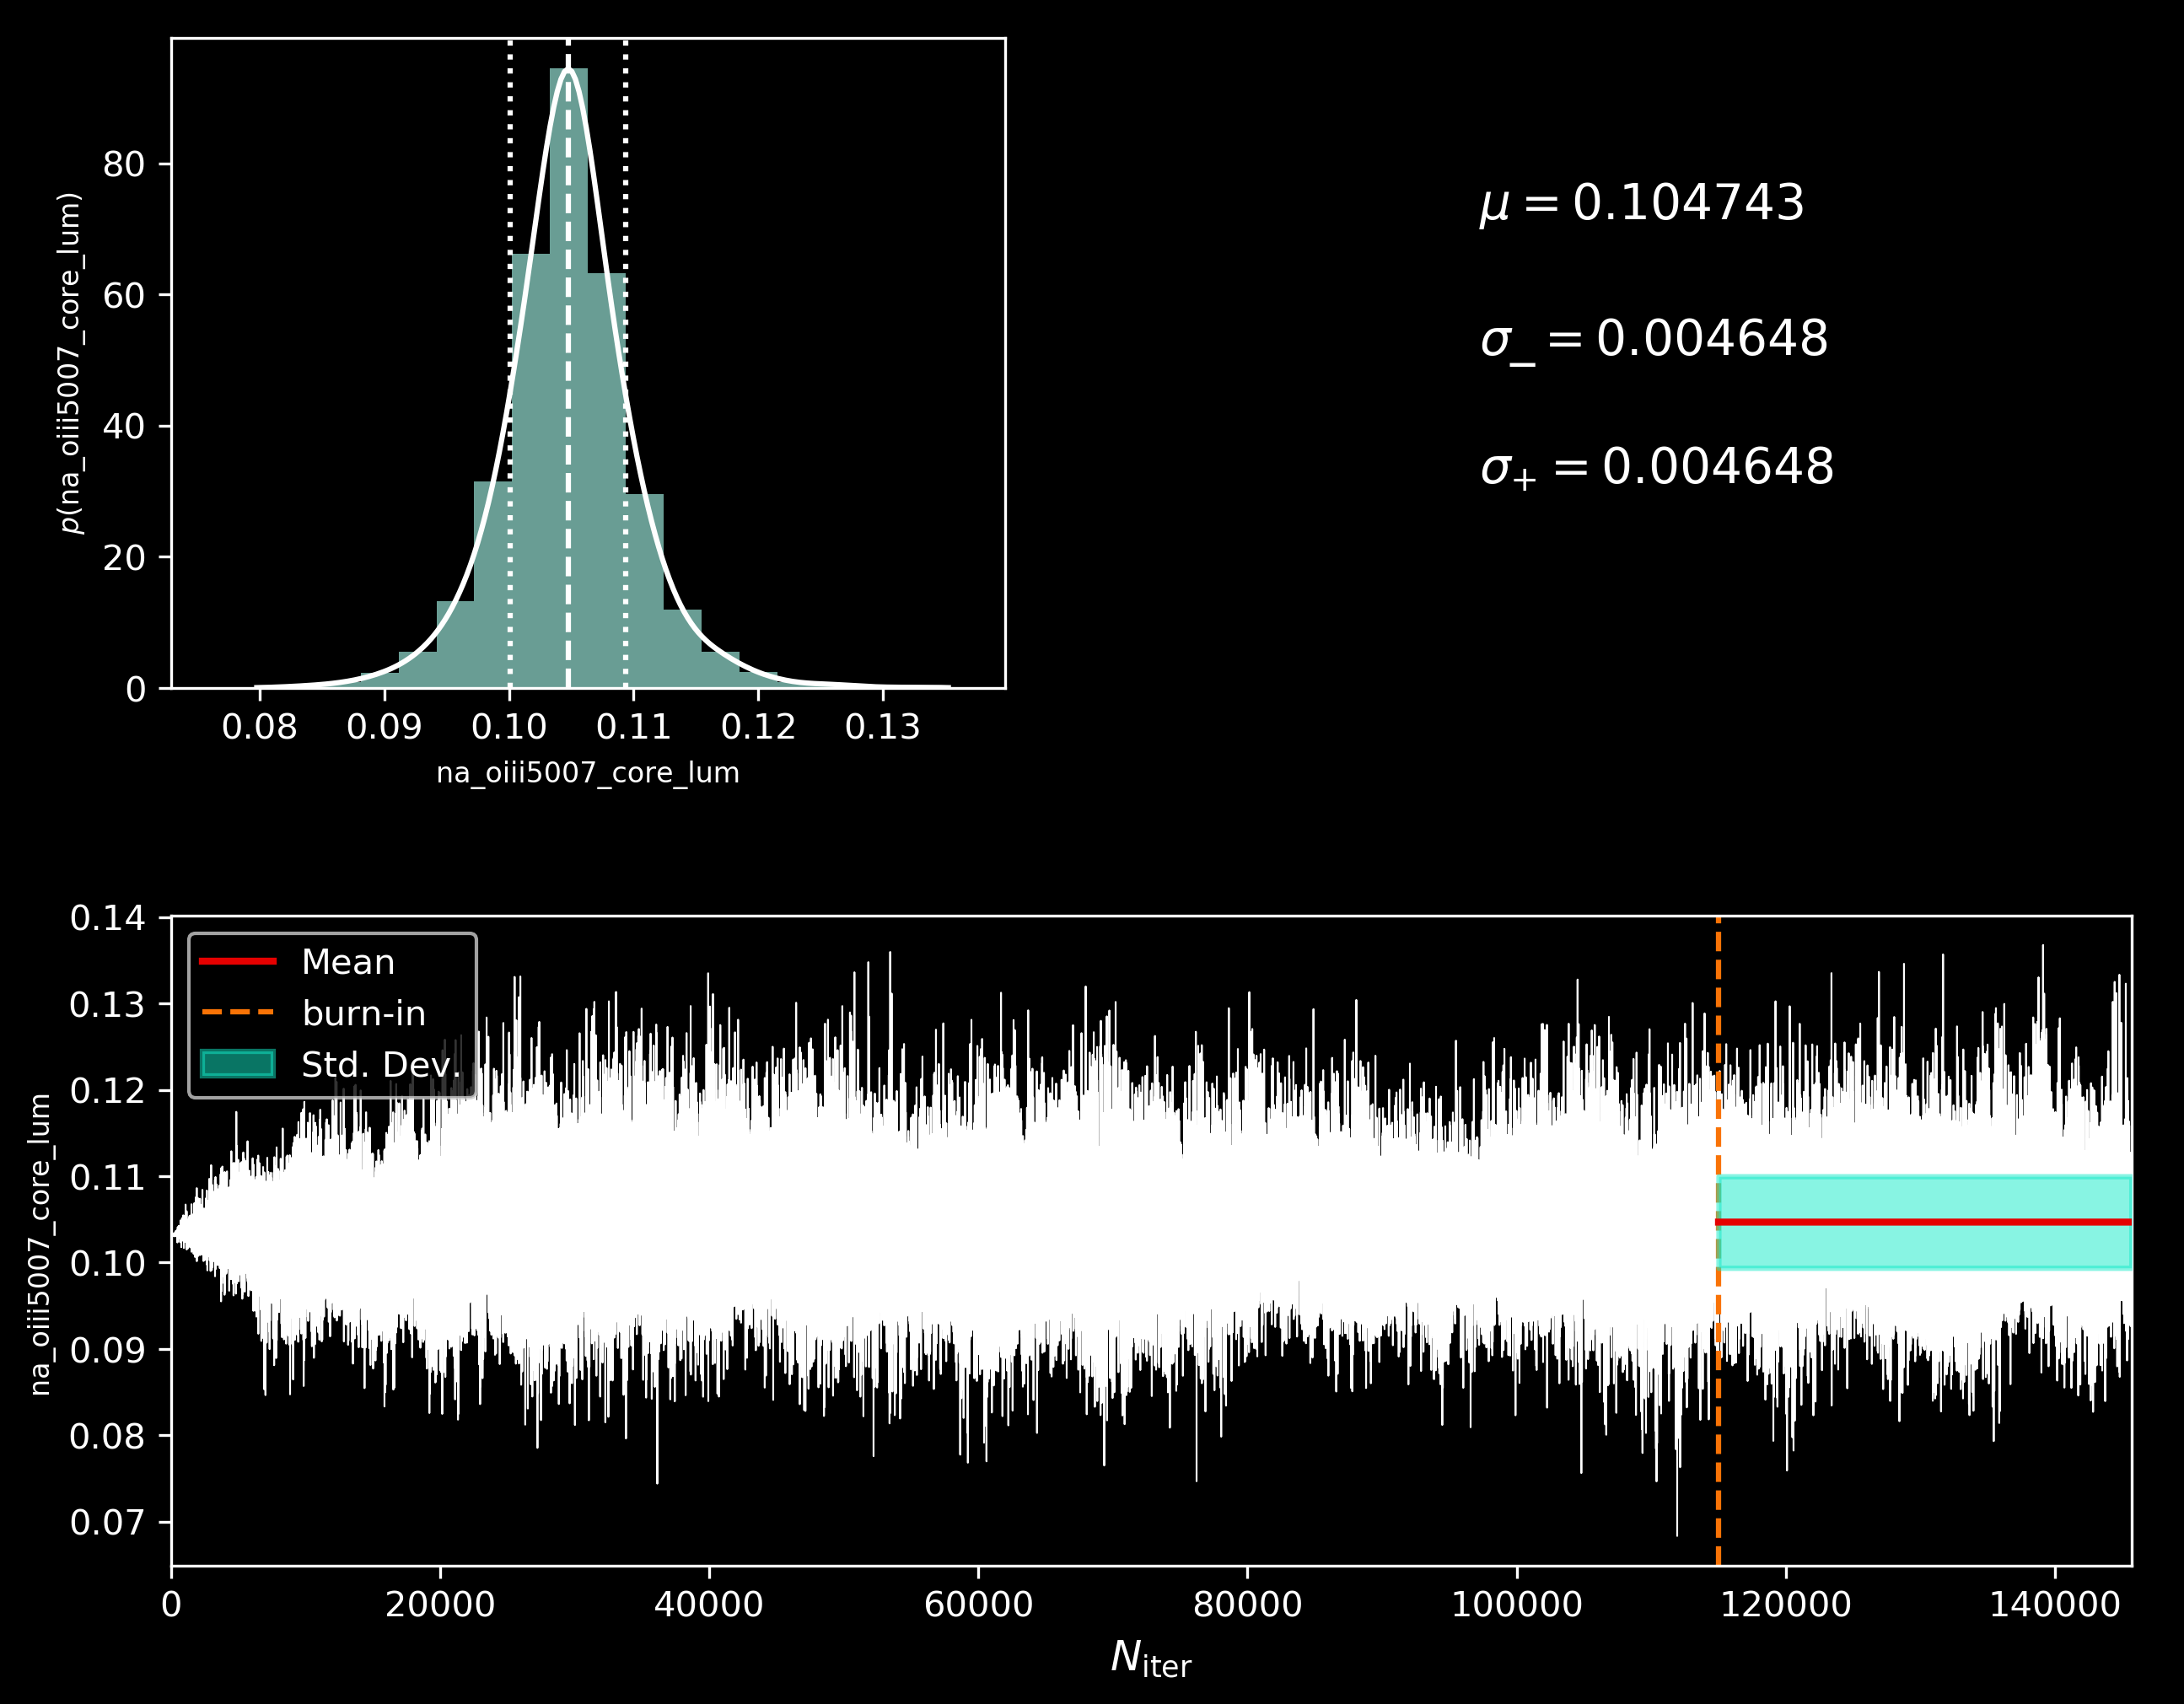 80
60
40
20
0
p(na_oiii5007_core_lum)
0.08 0.09 0.10 0.11 0.12 0.13
na_oiii5007_core_lum
μ = 0.104743
σ₋ = 0.004648
σ₊ = 0.004648
0.14
0.13
0.12
0.11
0.10
0.09
0.08
0.07
na_oiii5007_core_lum
Mean
burn-in
Std. Dev.
0 20000 40000 60000 80000 100000 120000 140000
N_iter